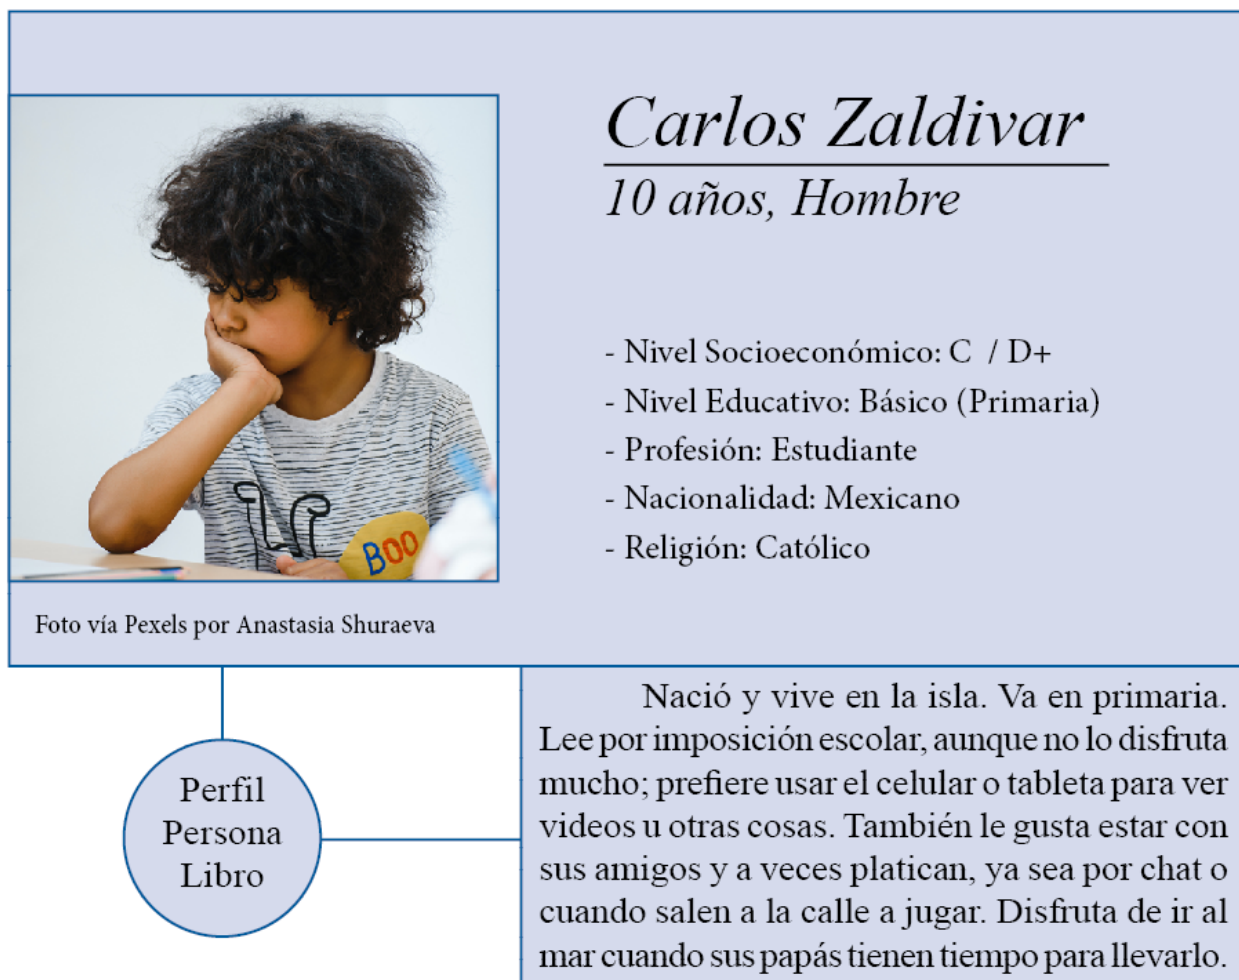 Carlos Zaldivar
10 años, Hombre
- Nivel Socioeconómico: C / D+
- Nivel Educativo: Básico (Primaria)
- Profesión: Estudiante
- Nacionalidad: Mexicano
- Religión: Católico
BOO
Foto vía Pexels por Anastasia Shuraeva
Perfil
Persona
Libro
Nació y vive en la isla. Va en primaria.
Lee por imposición escolar, aunque no lo disfruta
mucho; prefiere usar el celular o tableta para ver
videos u otras cosas. También le gusta estar con
sus amigos y a veces platican, ya sea por chat o
cuando salen a la calle a jugar. Disfruta de ir al
mar cuando sus papás tienen tiempo para llevarlo.